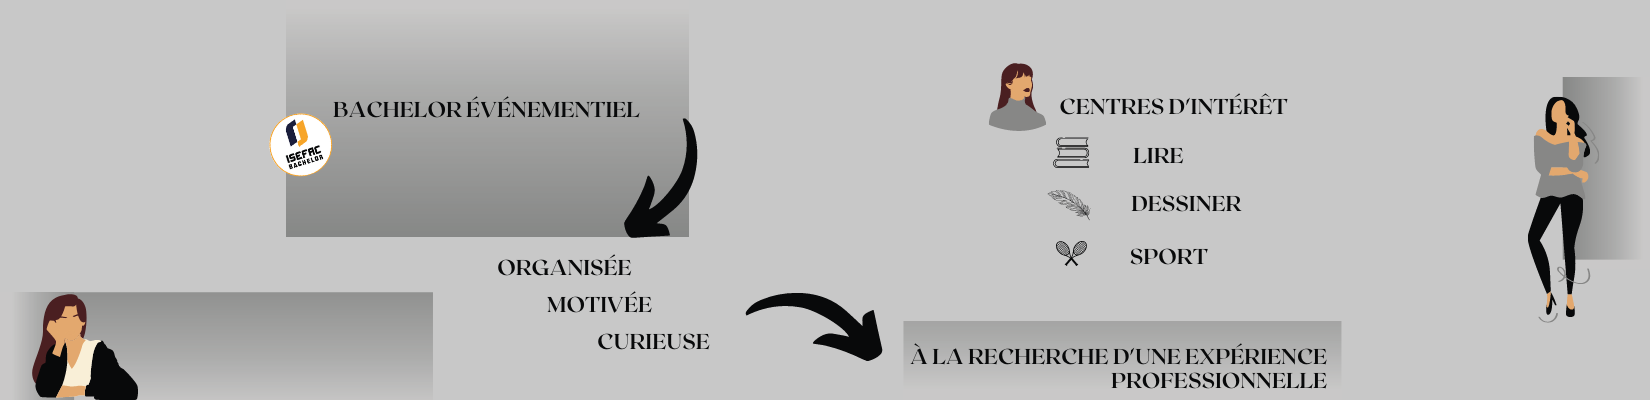 BACHELOR ÉVÉNEMENTIEL
ISEFAC
BACHELOR
ORGANISÉE
MOTIVÉE
CURIEUSE
CENTRES D'INTÉRÊT
LIRE
DESSINER
SPORT
À LA RECHERCHE D'UNE EXPÉRIENCE
PROFESSIONNELLE